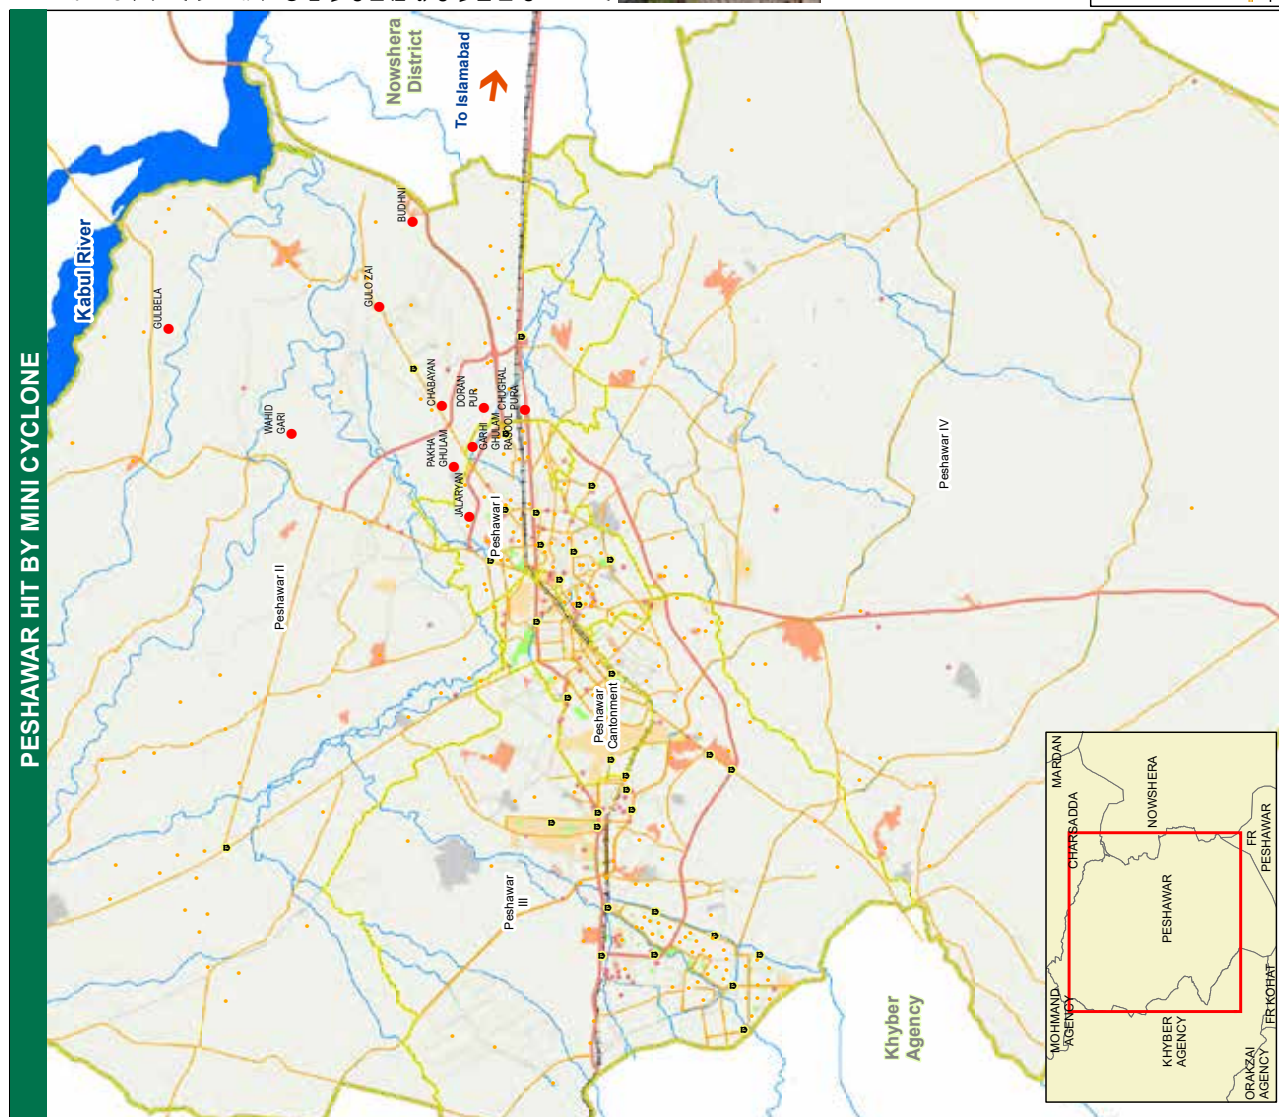 PESHAWAR HIT BY MINI CYCLONE
Kabul River
Nowshera
District
To Islamabad
GULBELA
WAHID
GARI
GULOZAI
BUDHNI
CHABAYAN
PAKHA
GHULAM
DORAN
PUR
GARHI
GHULAM
RASOOL
CHUGHAL
PURA
JALARYAN
Peshawar I
Peshawar II
Peshawar IV
Peshawar
Cantonment
Peshawar
III
Khyber
Agency
MOHMAND
AGENCY
CHARSADDA
MARDAN
NOWSHERA
PESHAWAR
KHYBER
AGENCY
FR
PESHAWAR
FR KOHAT
ORAKZAI
AGENCY